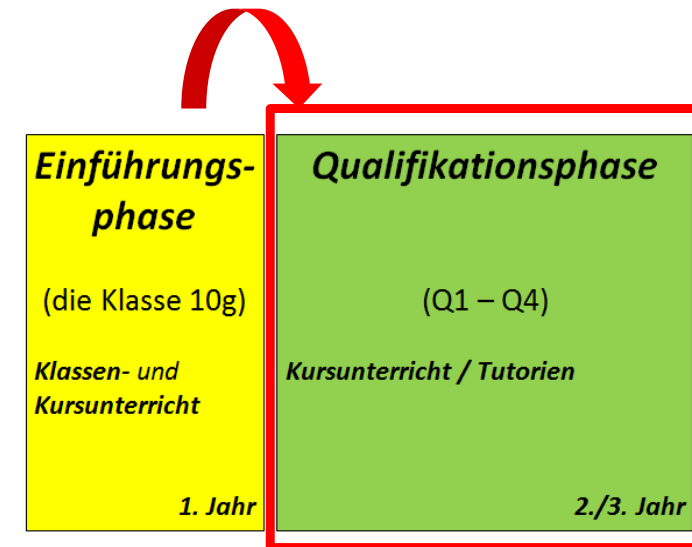 Einführungs-
phase
(die Klasse 10g)
Klassen- und
Kursunterricht
1. Jahr
Qualifikationsphase
(Q1 – Q4)
Kursunterricht / Tutorien
2./3. Jahr